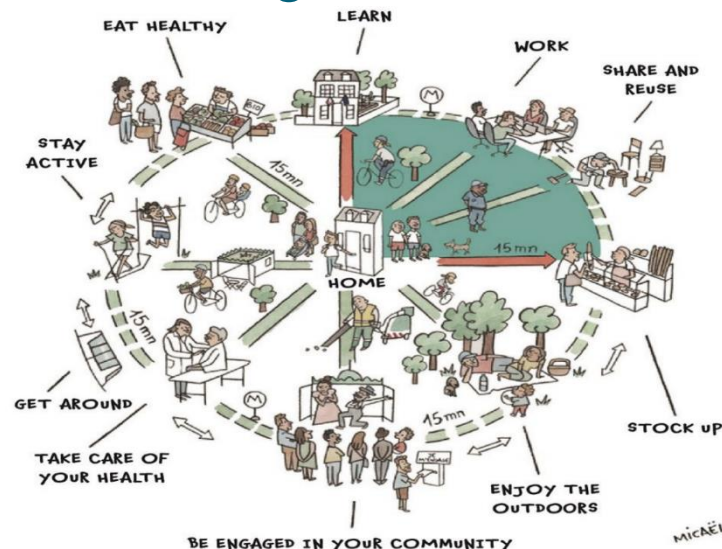 LEARN
EAT HEALTHY
WORK
SHARE AND
REUSE
STAY
ACTIVE
M
BIO
15mn
15mn
HOME
15mn
GET AROUND
M
15mn
STOCK UP
TAKE CARE OF
YOUR HEALTH
ENJOY THE
OUTDOORS
BE ENGAGED IN YOUR COMMUNITY